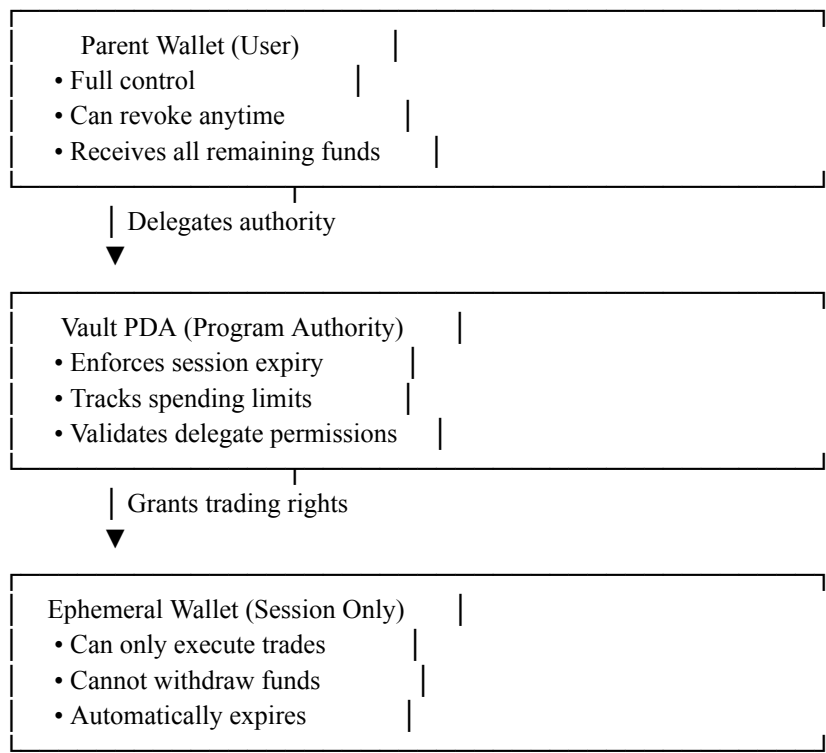 Parent Wallet (User)
• Full control
• Can revoke anytime
• Receives all remaining funds
Delegates authority
▼
Vault PDA (Program Authority)
• Enforces session expiry
• Tracks spending limits
• Validates delegate permissions
Grants trading rights
▼
Ephemeral Wallet (Session Only)
• Can only execute trades
• Cannot withdraw funds
• Automatically expires